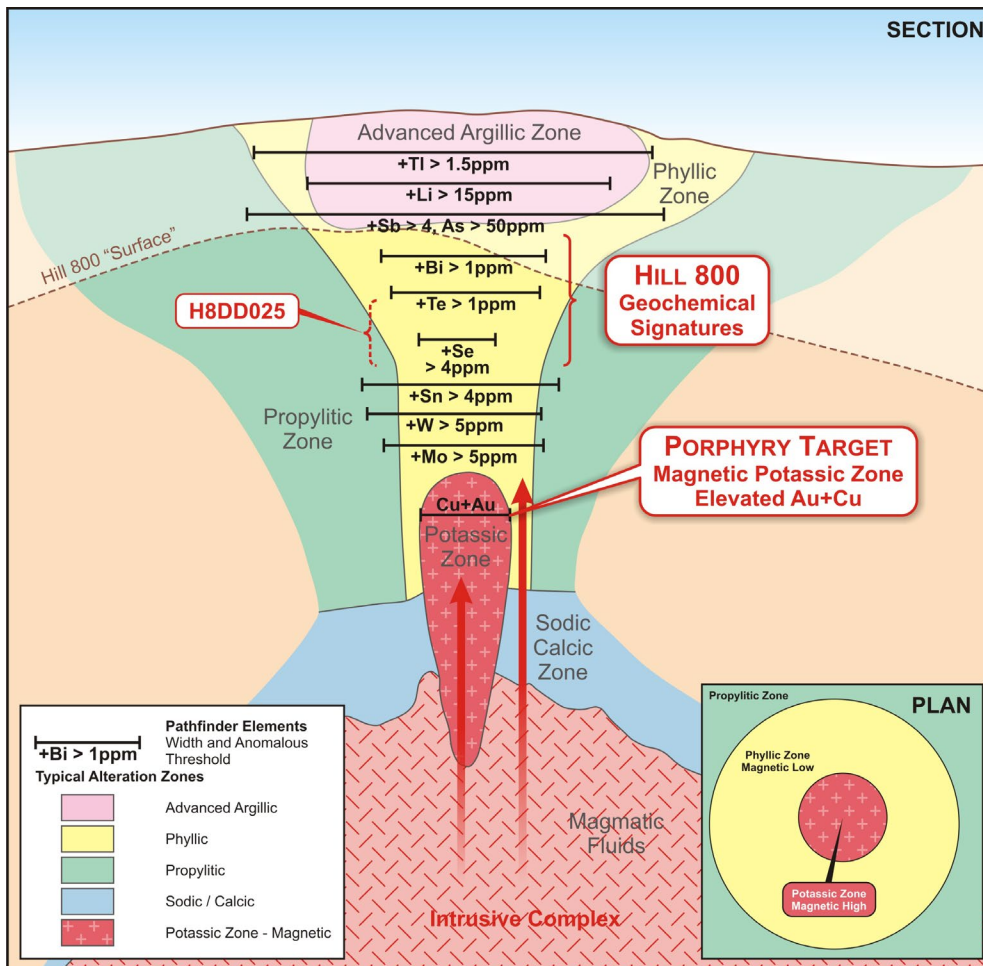 SECTION
Advanced Argillic Zone
+Tl > 1.5ppm
Phyllic
Zone
+Li > 15ppm
+Sb > 4, As > 50ppm
Hill 800 "Surface"
+Bi > 1ppm
HILL 800
Geochemical
Signatures
H8DD025
+Te > 1ppm
+Se
> 4ppm
+Sn > 4ppm
Propylitic
Zone
+W > 5ppm
+Mo > 5ppm
PORPHYRY TARGET
Magnetic Potassic Zone
Elevated Au+Cu
Cu+Au
Potassic
Zone
Sodic
Calcic
Zone
Magmatic
Fluids
Intrusive Complex
Pathfinder Elements
Width and Anomalous
Threshold
+Bi > 1ppm
Typical Alteration Zones
Advanced Argillic
Phyllic
Propylitic
Sodic / Calcic
Potassic Zone - Magnetic
Propylitic Zone
PLAN
Phyllic Zone
Magnetic Low
Potassic Zone
Magnetic High